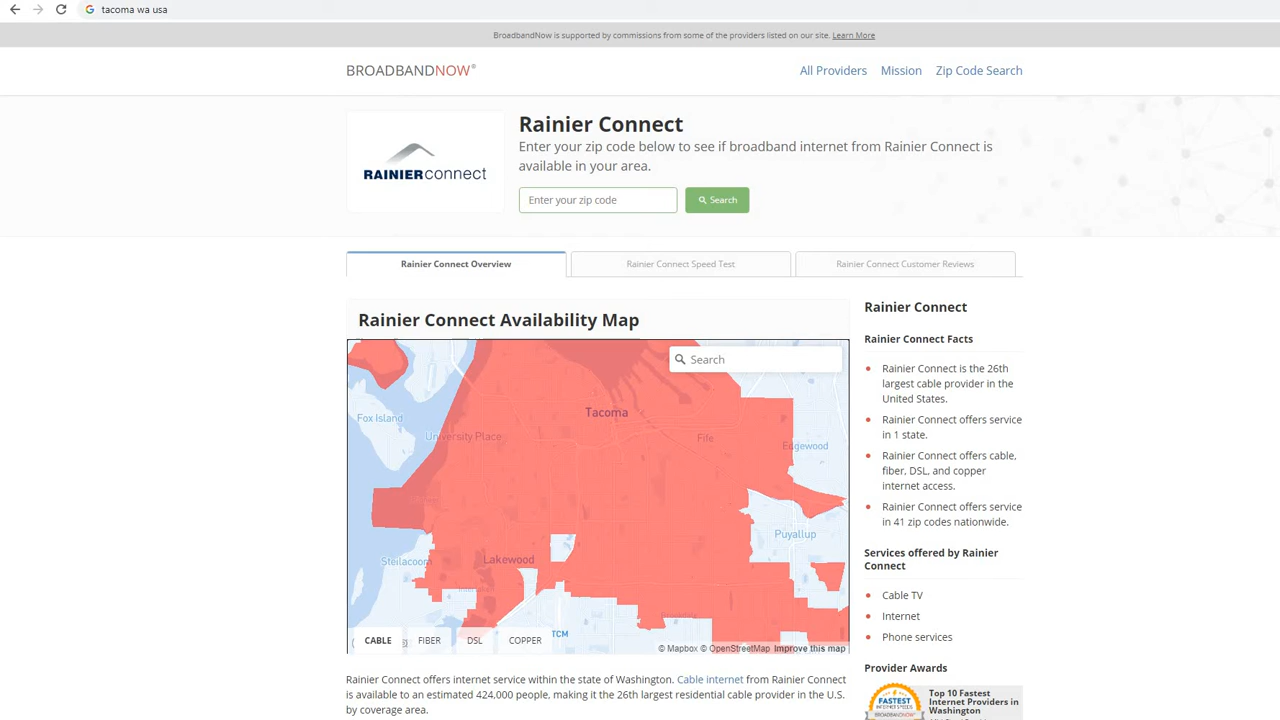 tacoma wa usa
BroadbandNow is supported by commissions from some of the providers listed on our site. Learn More
BROADBANDNOW®
All Providers
Mission
Zip Code Search
RAINIERconnect
Rainier Connect
Enter your zip code below to see if broadband internet from Rainier Connect is
available in your area.
Enter your zip code
Search
Rainier Connect Overview
Rainier Connect Speed Test
Rainier Connect Customer Reviews
Rainier Connect Availability Map
Search
Tacoma
Fox Island
University Place
Fife
Edgewood
Puyallup
Steilacoom
Lakewood
TCM
CABLE
FIBER
DSL
COPPER
© Mapbox © OpenStreetMap Improve this map
Rainier Connect offers internet service within the state of Washington. Cable internet from Rainier Connect
is available to an estimated 424,000 people, making it the 26th largest residential cable provider in the U.S.
by coverage area.
Rainier Connect
Rainier Connect Facts
Rainier Connect is the 26th
largest cable provider in the
United States.
Rainier Connect offers service
in 1 state.
Rainier Connect offers cable,
fiber, DSL, and copper
internet access.
Rainier Connect offers service
in 41 zip codes nationwide.
Services offered by Rainier
Connect
Cable TV
Internet
Phone services
Provider Awards
FASTEST
INTERNET SPEEDS
BROADBANDNOW
Top 10 Fastest
Internet Providers in
Washington